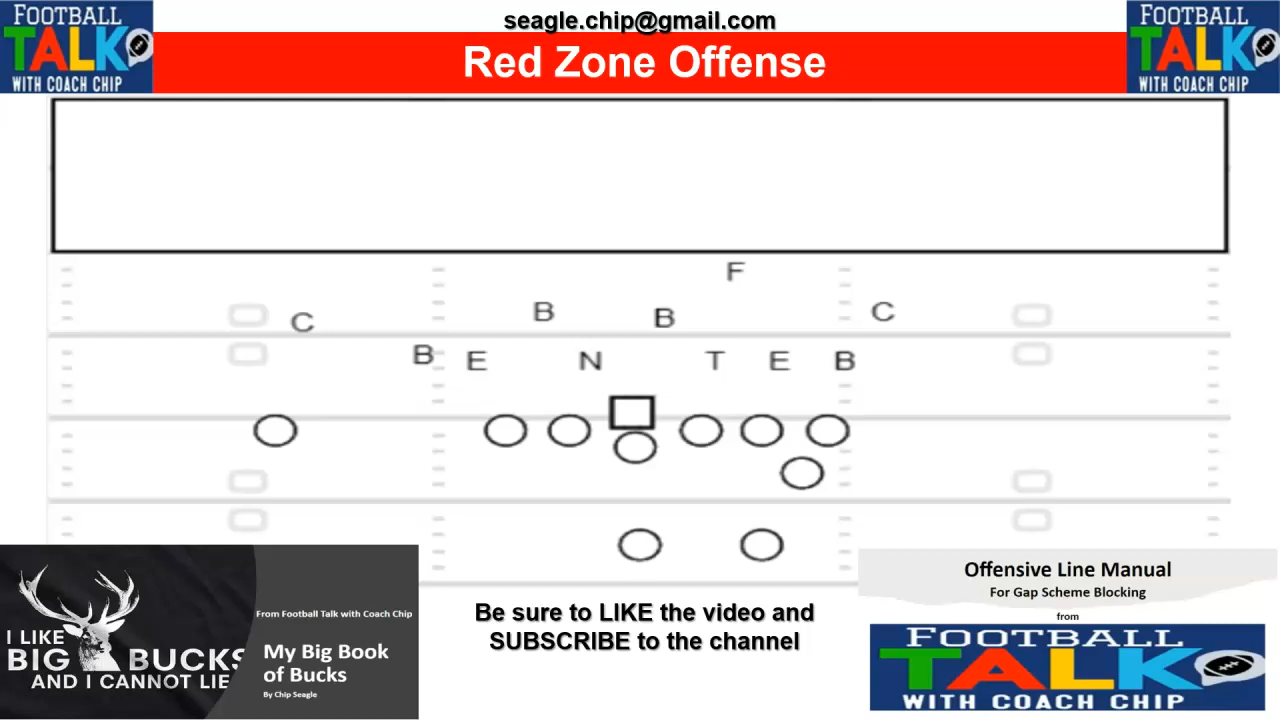 seagle.chip@gmail.com
FOOTBALL
TALK
WITH COACH CHIP
Red Zone Offense
FOOTBALL
TALK
WITH COACH CHIP
F
C B B C
B E N T E B
I LIKE
BIG BUCKS
AND I CANNOT LIE
From Football Talk with Coach Chip
My Big Book
of Bucks
By Chip Seagle
Be sure to LIKE the video and
SUBSCRIBE to the channel
Offensive Line Manual
For Gap Scheme Blocking
from
FOOTBALL
TALK
WITH COACH CHIP